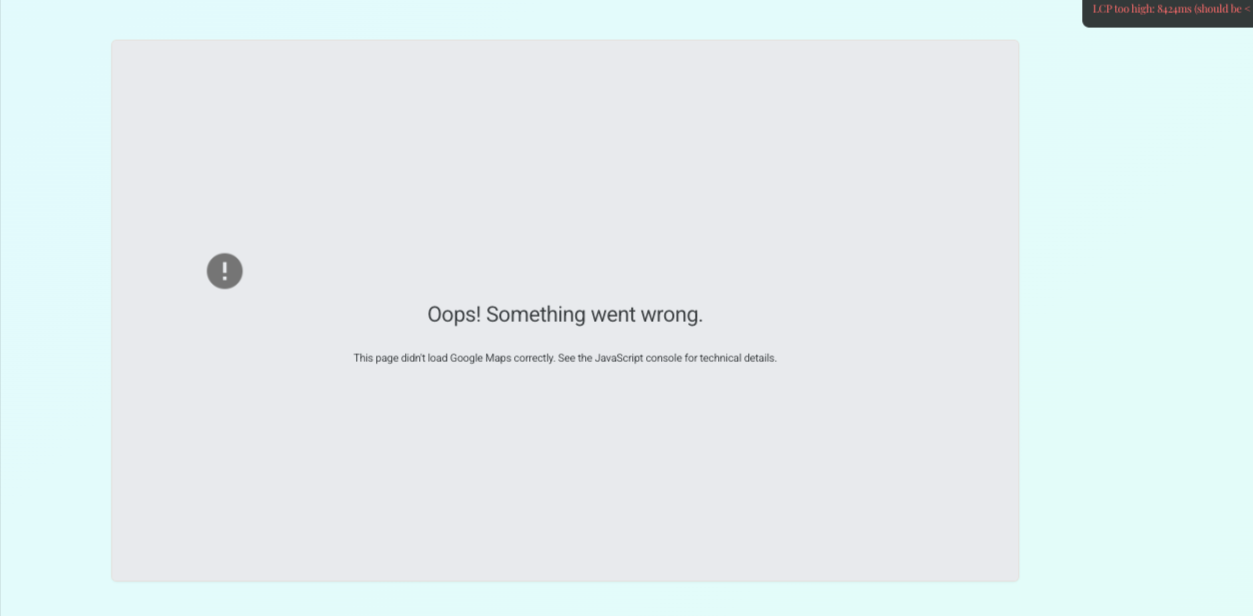 LCP too high: 8424ms (should be <
!
Oops! Something went wrong.
This page didn't load Google Maps correctly. See the JavaScript console for technical details.